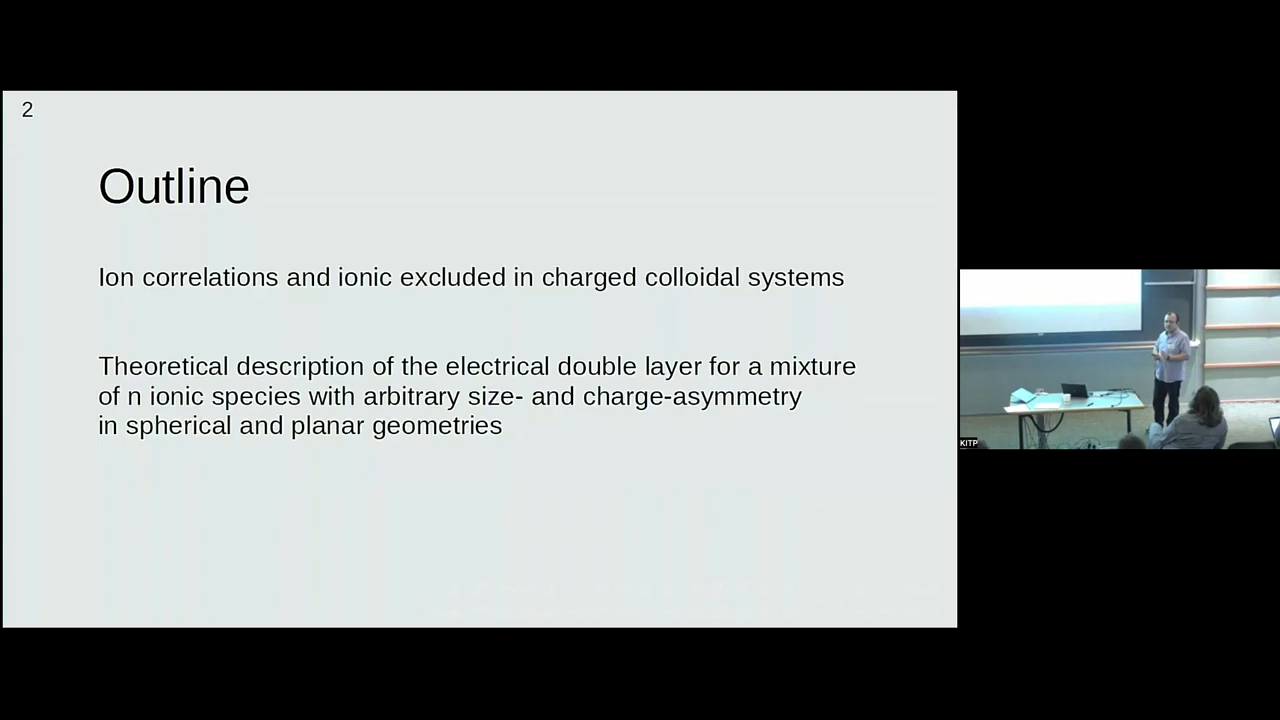 2
Outline
Ion correlations and ionic excluded in charged colloidal systems
Theoretical description of the electrical double layer for a mixture
of n ionic species with arbitrary size- and charge-asymmetry
in spherical and planar geometries
KITP